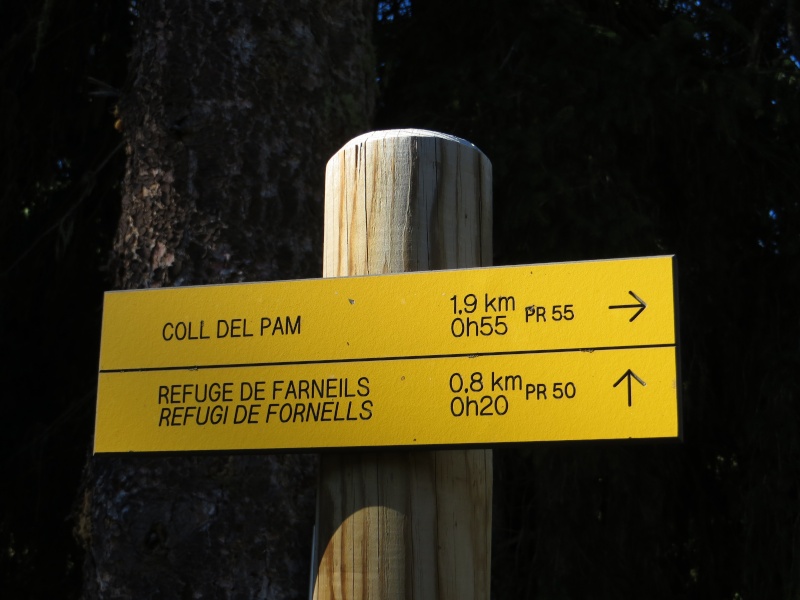 COLL DEL PAM 1,9 km PR 55 →
0h55
REFUGE DE FARNEILS 0,8 km PR 50 ↑
REFUGI DE FORNELLS 0h20